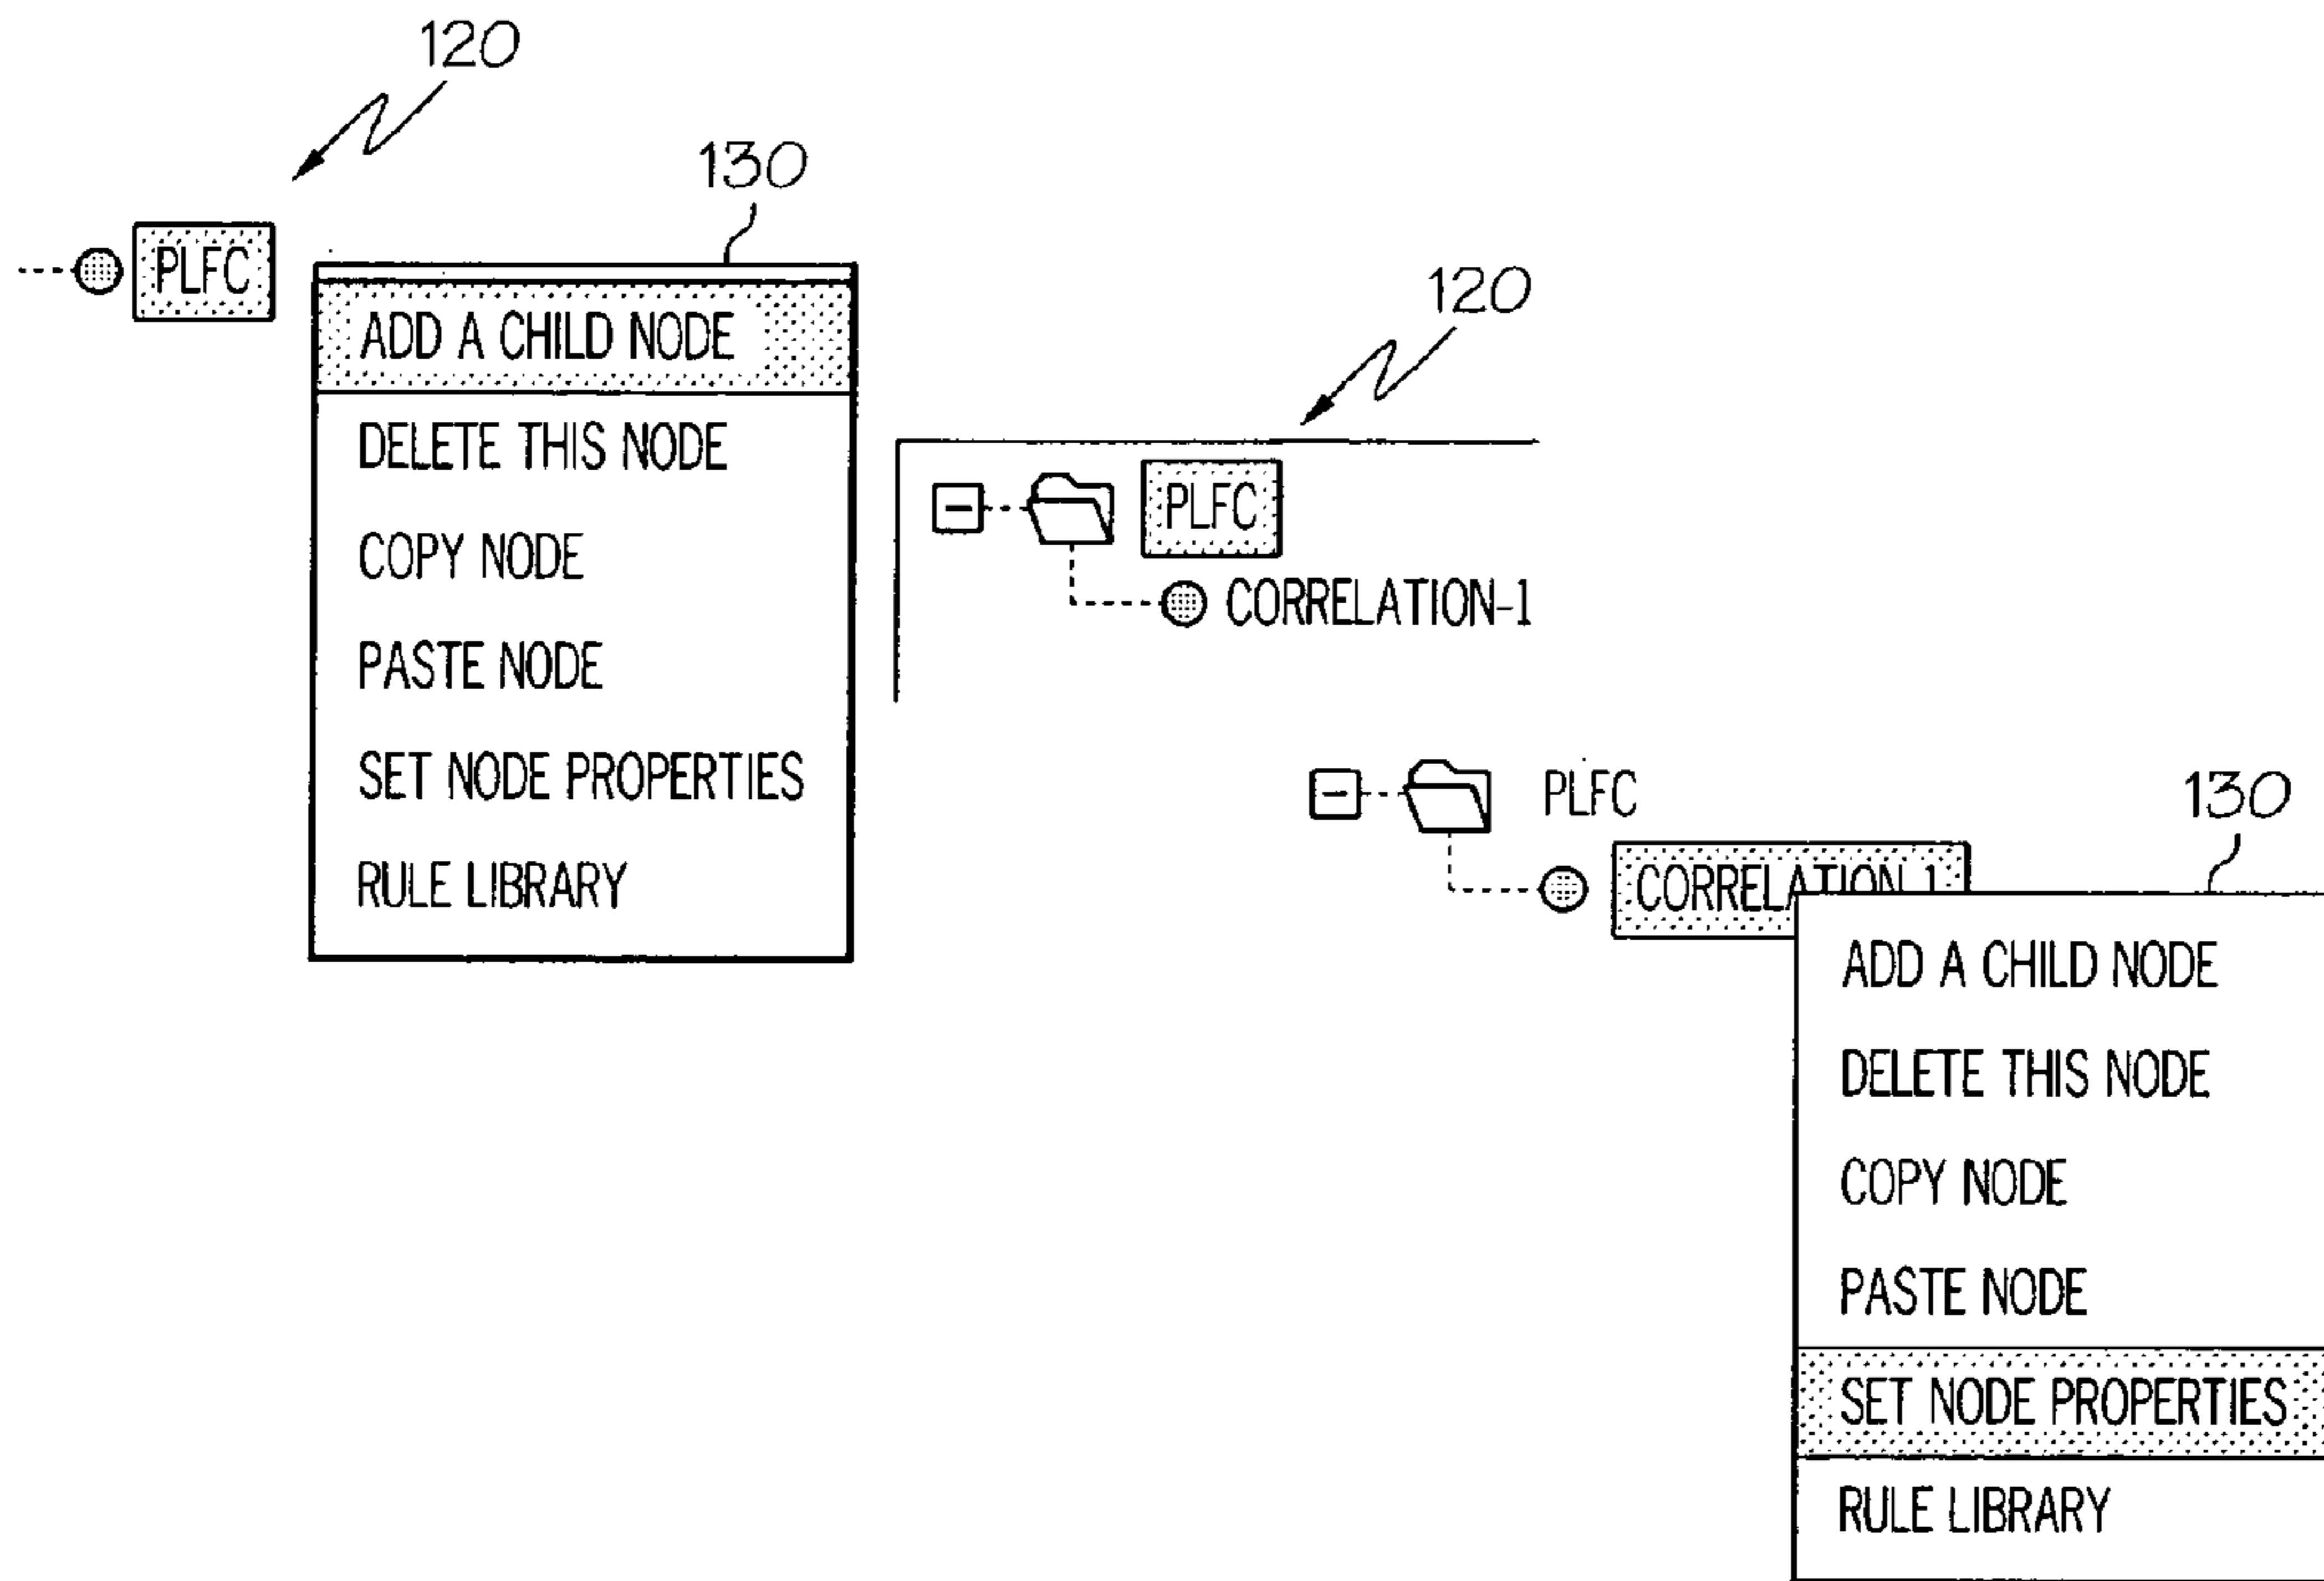 120
130
PLFC
ADD A CHILD NODE
DELETE THIS NODE
COPY NODE
PASTE NODE
SET NODE PROPERTIES
RULE LIBRARY
120
PLFC
CORRELATION-1
PLFC
130
CORRELATION-1
ADD A CHILD NODE
DELETE THIS NODE
COPY NODE
PASTE NODE
SET NODE PROPERTIES
RULE LIBRARY